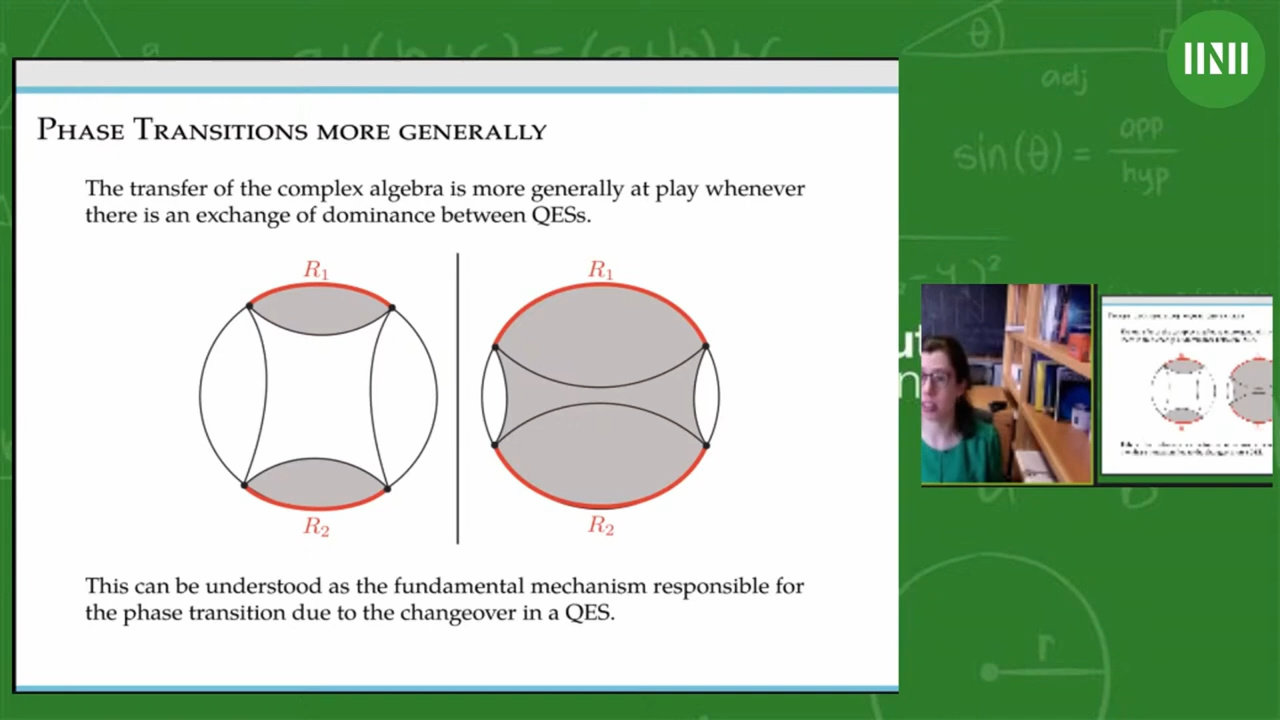 PHASE TRANSITIONS MORE GENERALLY
The transfer of the complex algebra is more generally at play whenever
there is an exchange of dominance between QESs.
R1
R1
R2
R2
This can be understood as the fundamental mechanism responsible for
the phase transition due to the changeover in a QES.
θ
adj
sin(θ) = opp
hyp
r